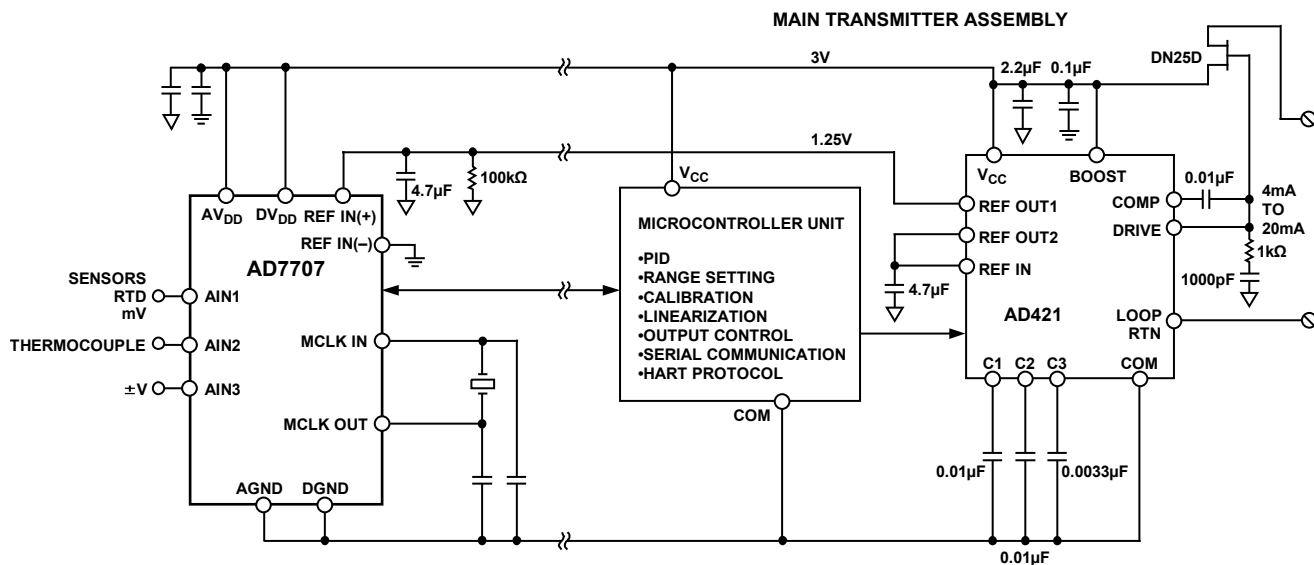 MAIN TRANSMITTER ASSEMBLY
DN25D
3V
2.2µF
0.1µF
1.25V
4.7µF
100kΩ
AV_DD
DV_DD
REF IN(+)
REF IN(–)
AD7707
SENSORS
RTD
mV
AIN1
THERMOCOUPLE
AIN2
±V
AIN3
MCLK IN
MCLK OUT
AGND
DGND
V_CC
MICROCONTROLLER UNIT
•PID
•RANGE SETTING
•CALIBRATION
•LINEARIZATION
•OUTPUT CONTROL
•SERIAL COMMUNICATION
•HART PROTOCOL
COM
V_CC
BOOST
REF OUT1
REF OUT2
REF IN
4.7µF
AD421
COMP
DRIVE
0.01µF
4mA
TO
20mA
1kΩ
1000pF
LOOP
RTN
C1
C2
C3
COM
0.01µF
0.0033µF
0.01µF